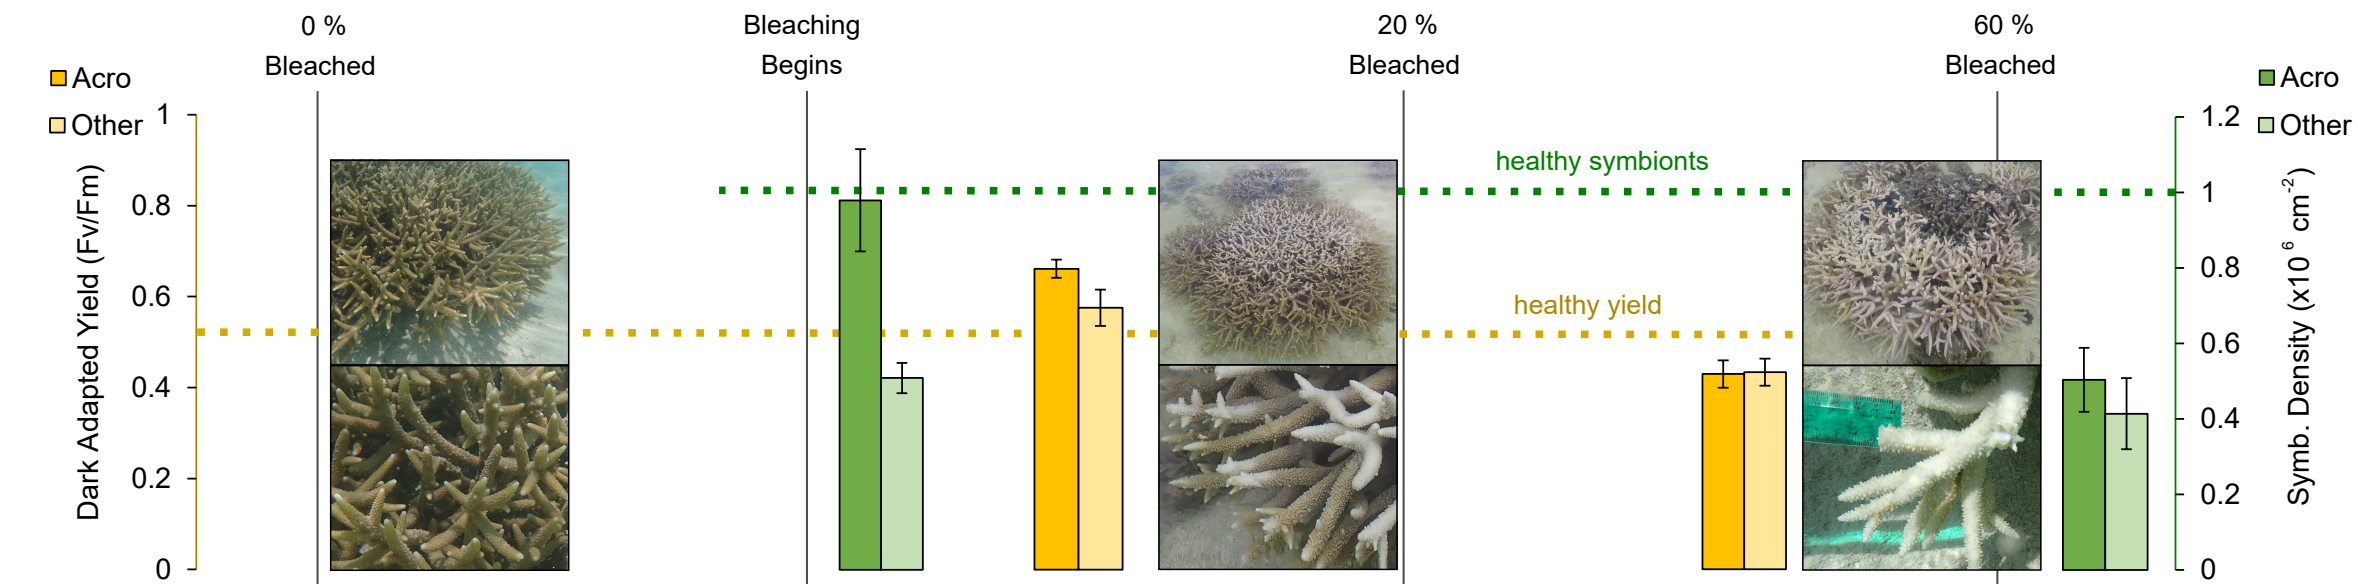 0 %
Bleached
Bleaching
Begins
20 %
Bleached
60 %
Bleached
Acro
Other
Dark Adapted Yield (Fv/Fm)
1
0.8
0.6
0.4
0.2
0
healthy symbionts
healthy yield
Acro
Other
1.2
1
0.8
0.6
0.4
0.2
0
Symb. Density (x10⁶ cm⁻²)